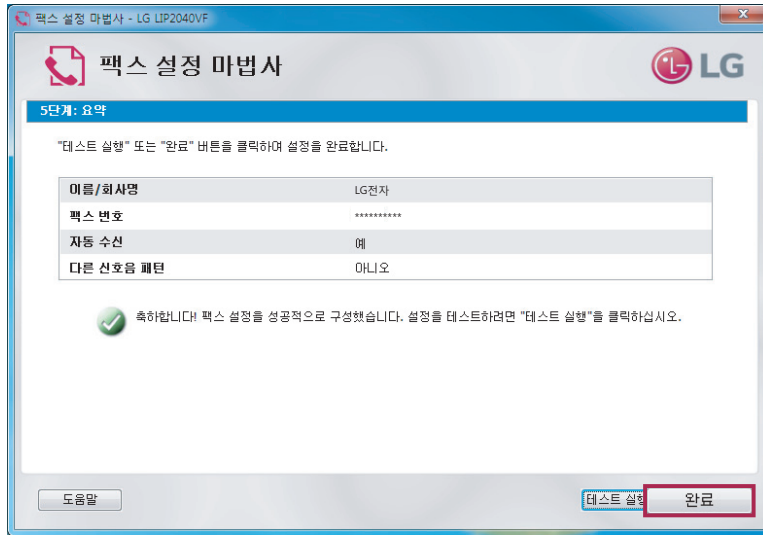 팩스 설정 마법사 - LG LIP2040VF
팩스 설정 마법사
LG
5단계: 요약
"테스트 실행" 또는 "완료" 버튼을 클릭하여 설정을 완료합니다.
이름/회사명 LG전자
팩스 번호 **********
자동 수신 예
다른 신호음 패턴 아니오
축하합니다! 팩스 설정을 성공적으로 구성했습니다. 설정을 테스트하려면 "테스트 실행"을 클릭하십시오.
도움말 테스트 실행 완료